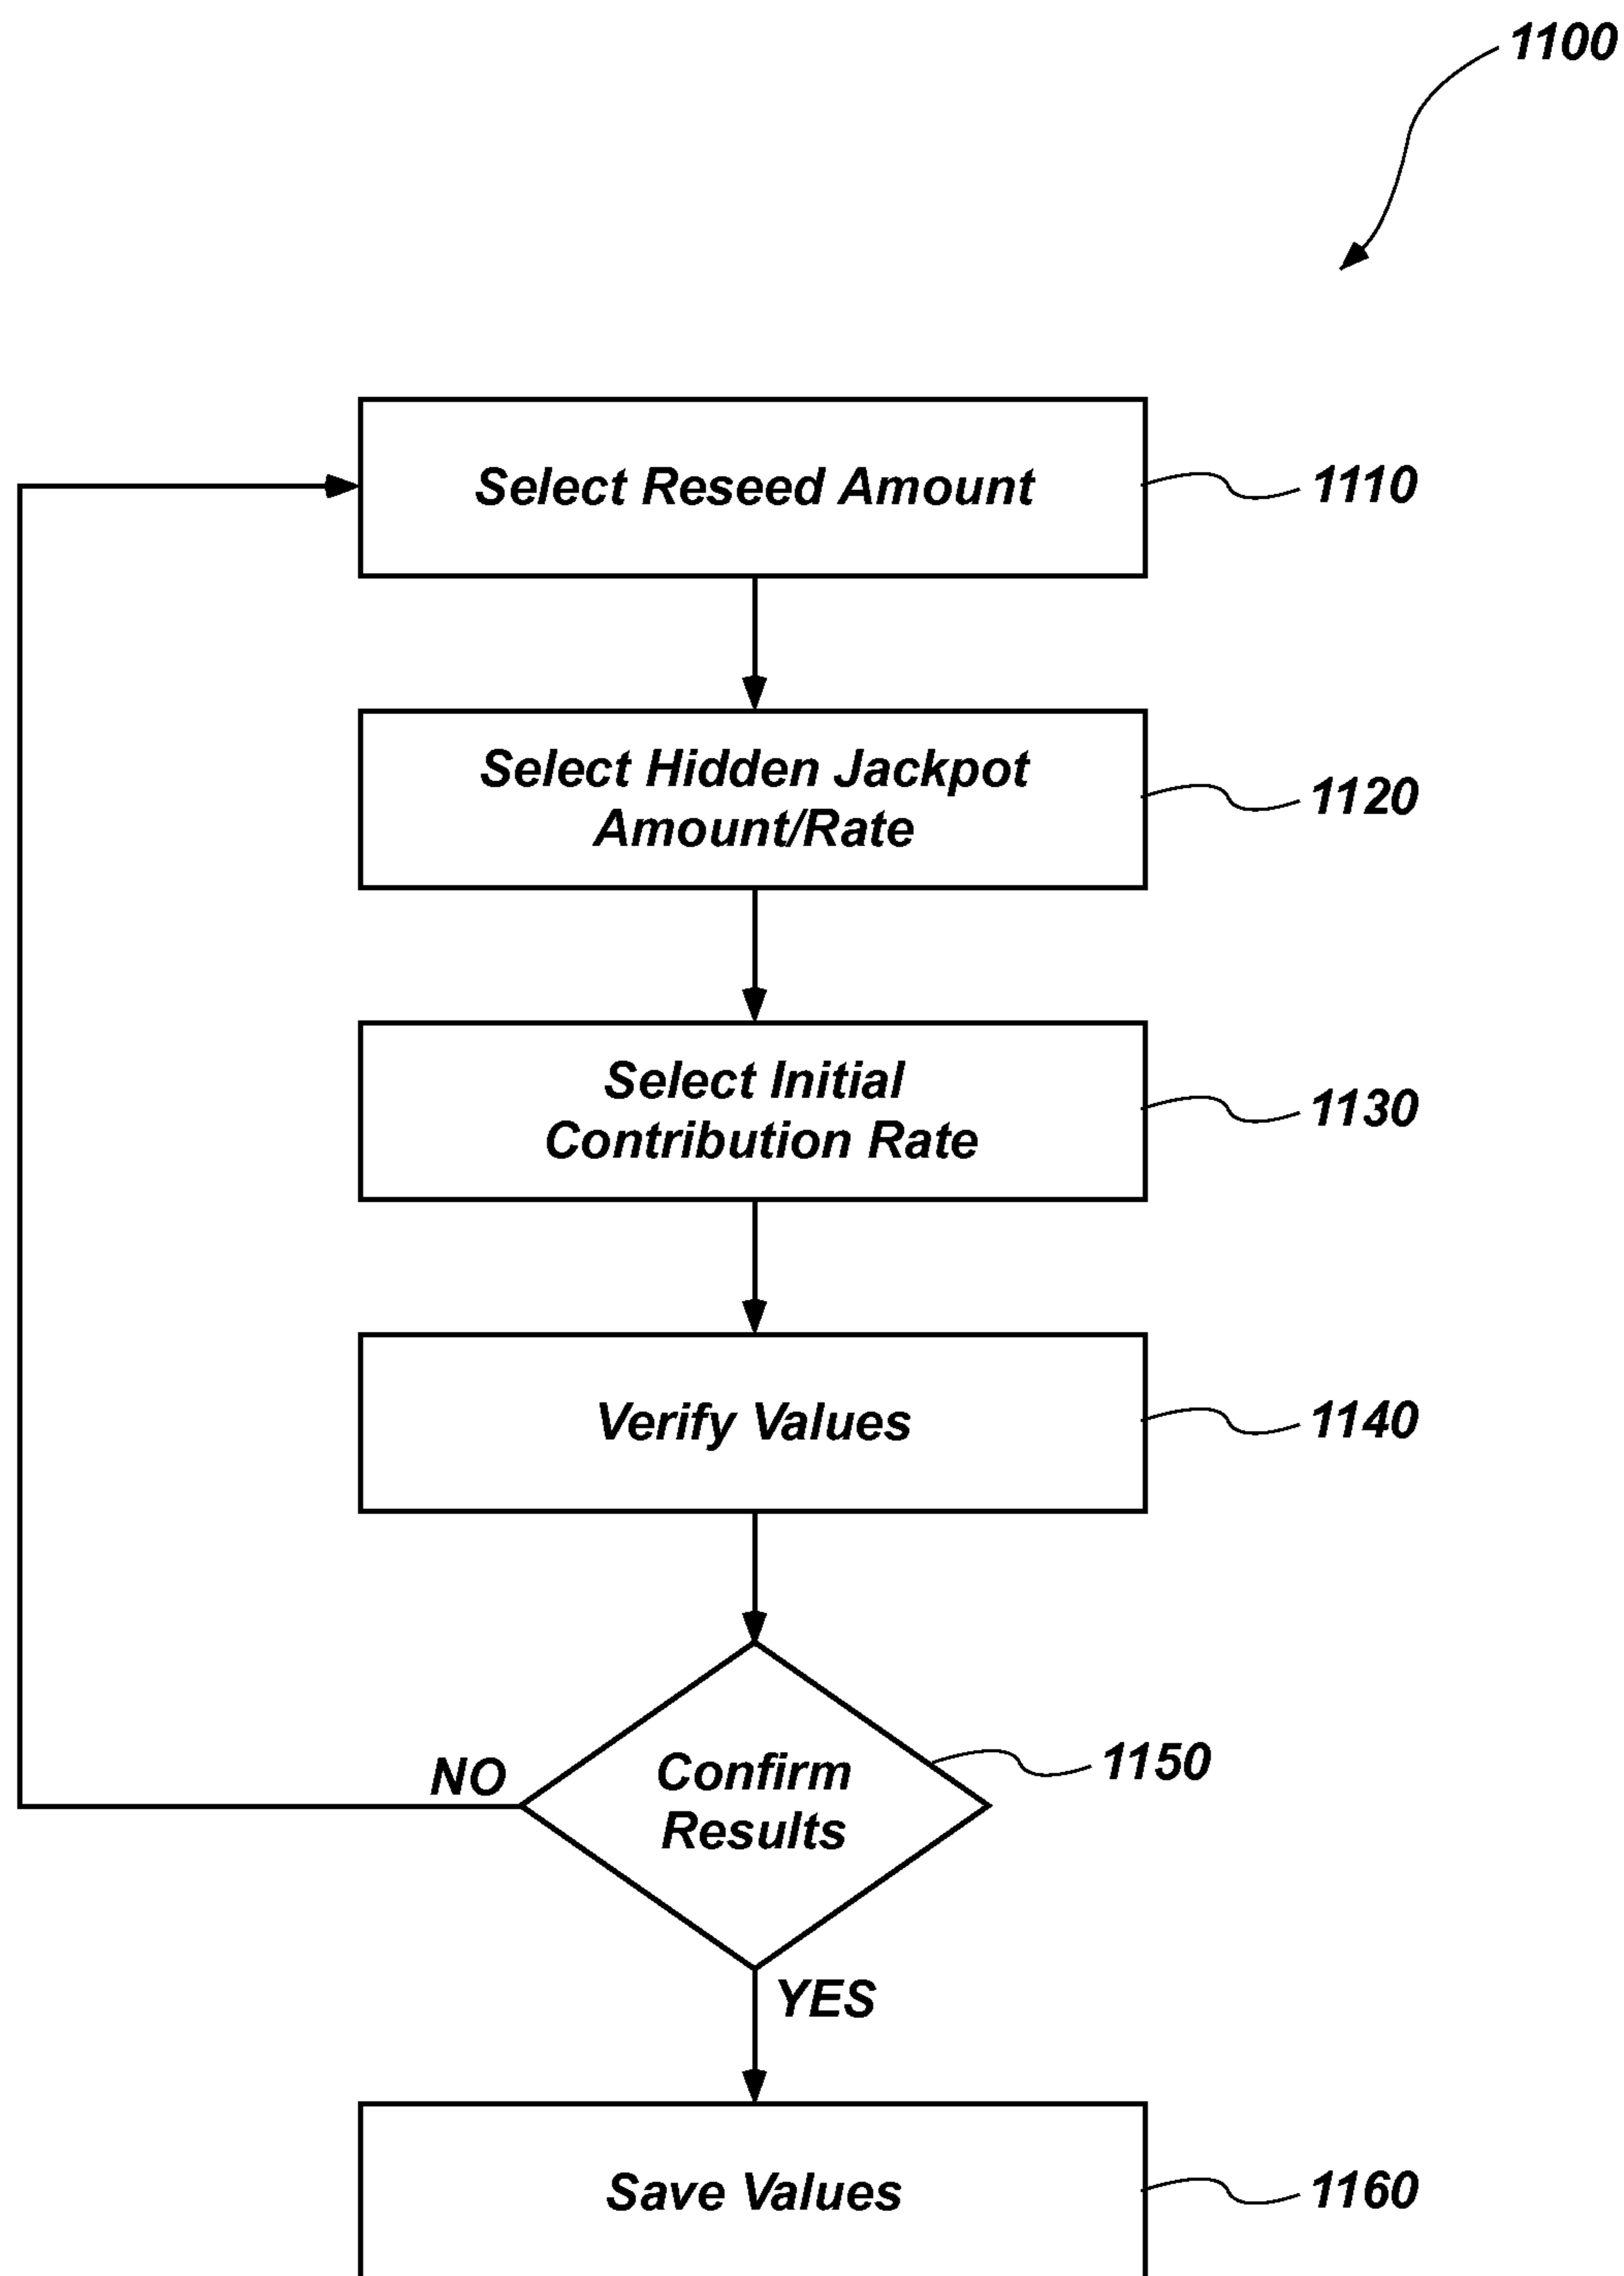 1100
Select Reseed Amount
1110
Select Hidden Jackpot
Amount/Rate
1120
Select Initial
Contribution Rate
1130
Verify Values
1140
Confirm
Results
1150
NO
YES
Save Values
1160